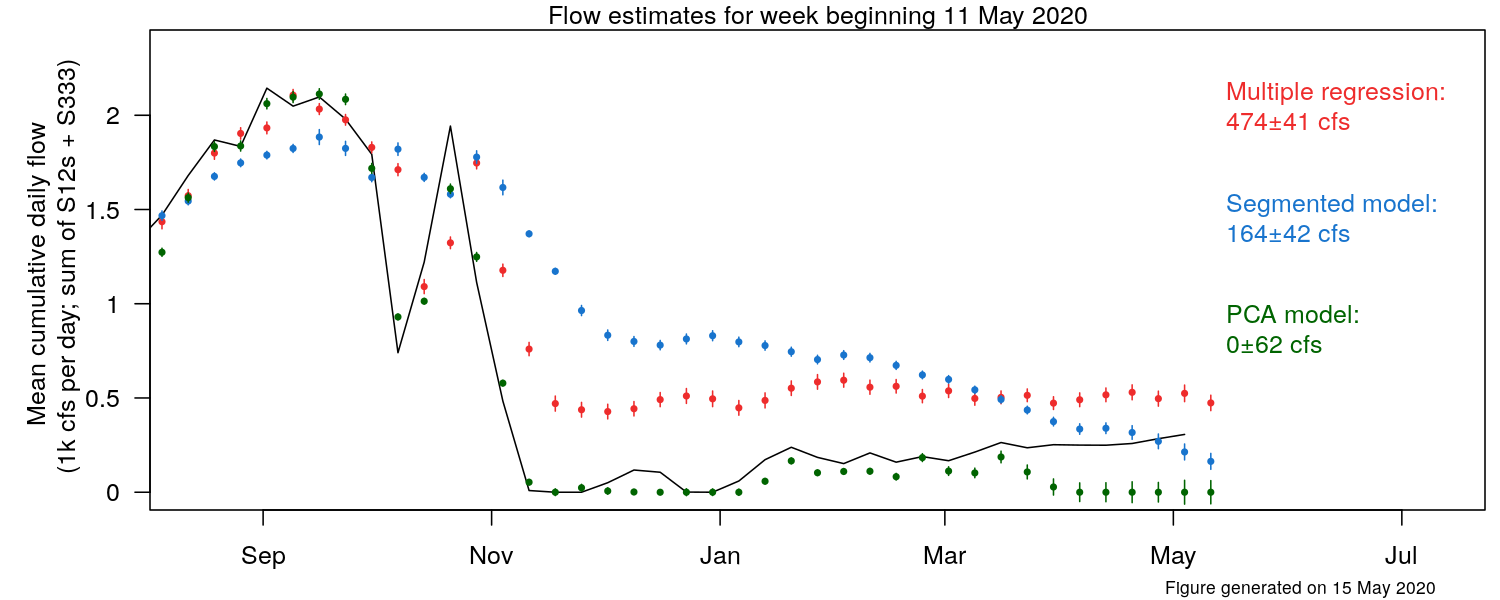 Flow estimates for week beginning 11 May 2020
Mean cumulative daily flow
(1k cfs per day; sum of S12s + S333)
2
1.5
1
0.5
0
Multiple regression:
474±41 cfs
Segmented model:
164±42 cfs
PCA model:
0±62 cfs
Sep Nov Jan Mar May Jul
Figure generated on 15 May 2020